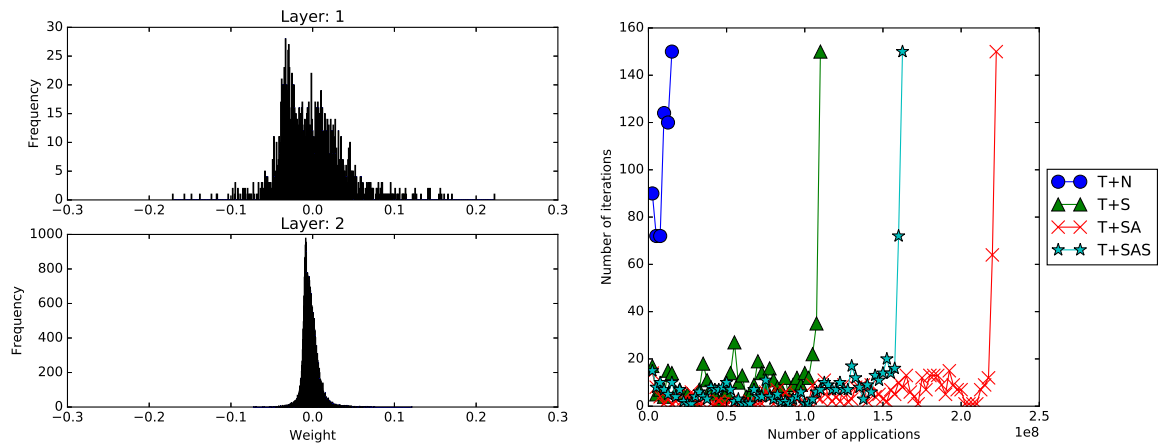 Layer: 1
30
25
20
15
10
5
0
Frequency
−0.3 −0.2 −0.1 0.0 0.1 0.2 0.3
Layer: 2
1000
800
600
400
200
0
Frequency
−0.3 −0.2 −0.1 0.0 0.1 0.2 0.3
Weight
160
140
120
100
80
60
40
20
0
Number of iterations
0.0 0.5 1.0 1.5 2.0 2.5
1e8
Number of applications
T+N
T+S
T+SA
T+SAS